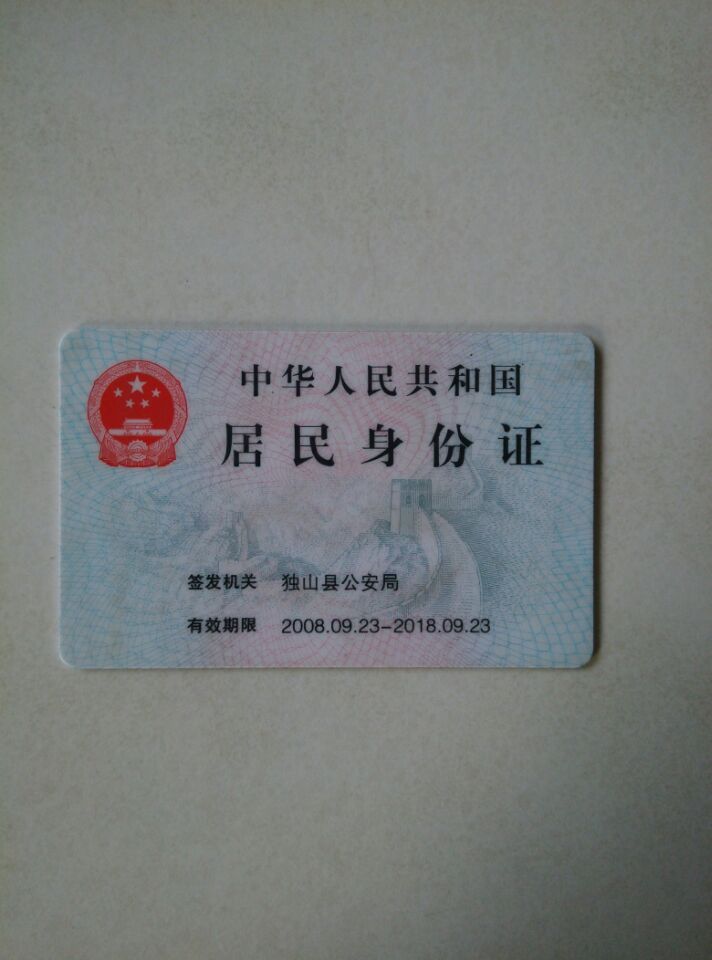 中华人民共和国
居民身份证
签发机关 独山县公安局
有效期限 2008.09.23-2018.09.23